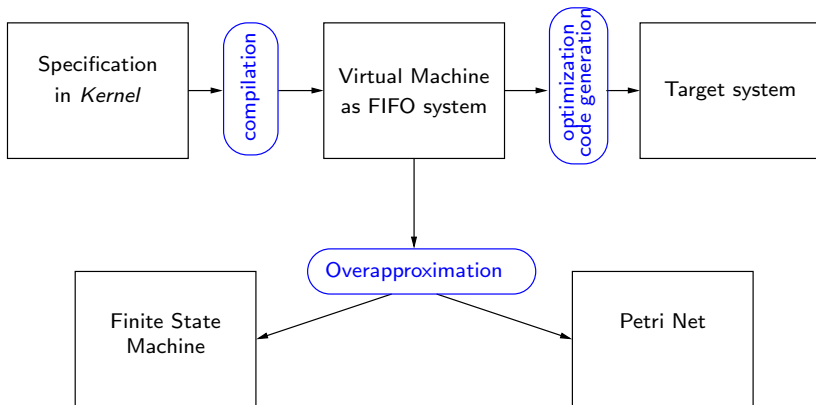 Specification
in Kernel
compilation
Virtual Machine
as FIFO system
optimization
code generation
Target system
Overapproximation
Finite State
Machine
Petri Net